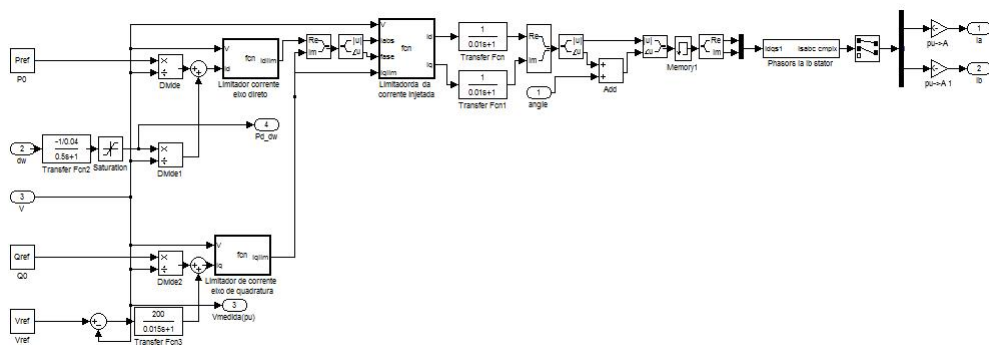 Pref
P0
2
dw
-1/0.04
0.5s+1
Transfer Fcn2
Saturation
3
V
Qref
Q0
Vref
Vref
200
0.015s+1
Transfer Fcn3
Divide
Divide1
Divide2
V
Id
fcn
Idlim
Limitador corrente
eixo direto
4
Pd_dw
V
Iq
fcn
Iqlim
Limitador de corrente
eixo de quadratura
3
Vmedida(pu)
Re
Im
|u|
∠u
V
Iabs
fase
Iqlim
fcn
Id
Iq
Limitadorda da
corrente injetada
1
0.01s+1
Transfer Fcn
1
0.01s+1
Transfer Fcn1
Re
Im
|u|
∠u
1
angle
Add
|u|
∠u
Memory1
Re
Im
Idqs1
Isabc cmplx
Phasors Ia Ib stator
pu->A
1
Ia
pu->A 1
2
Ib